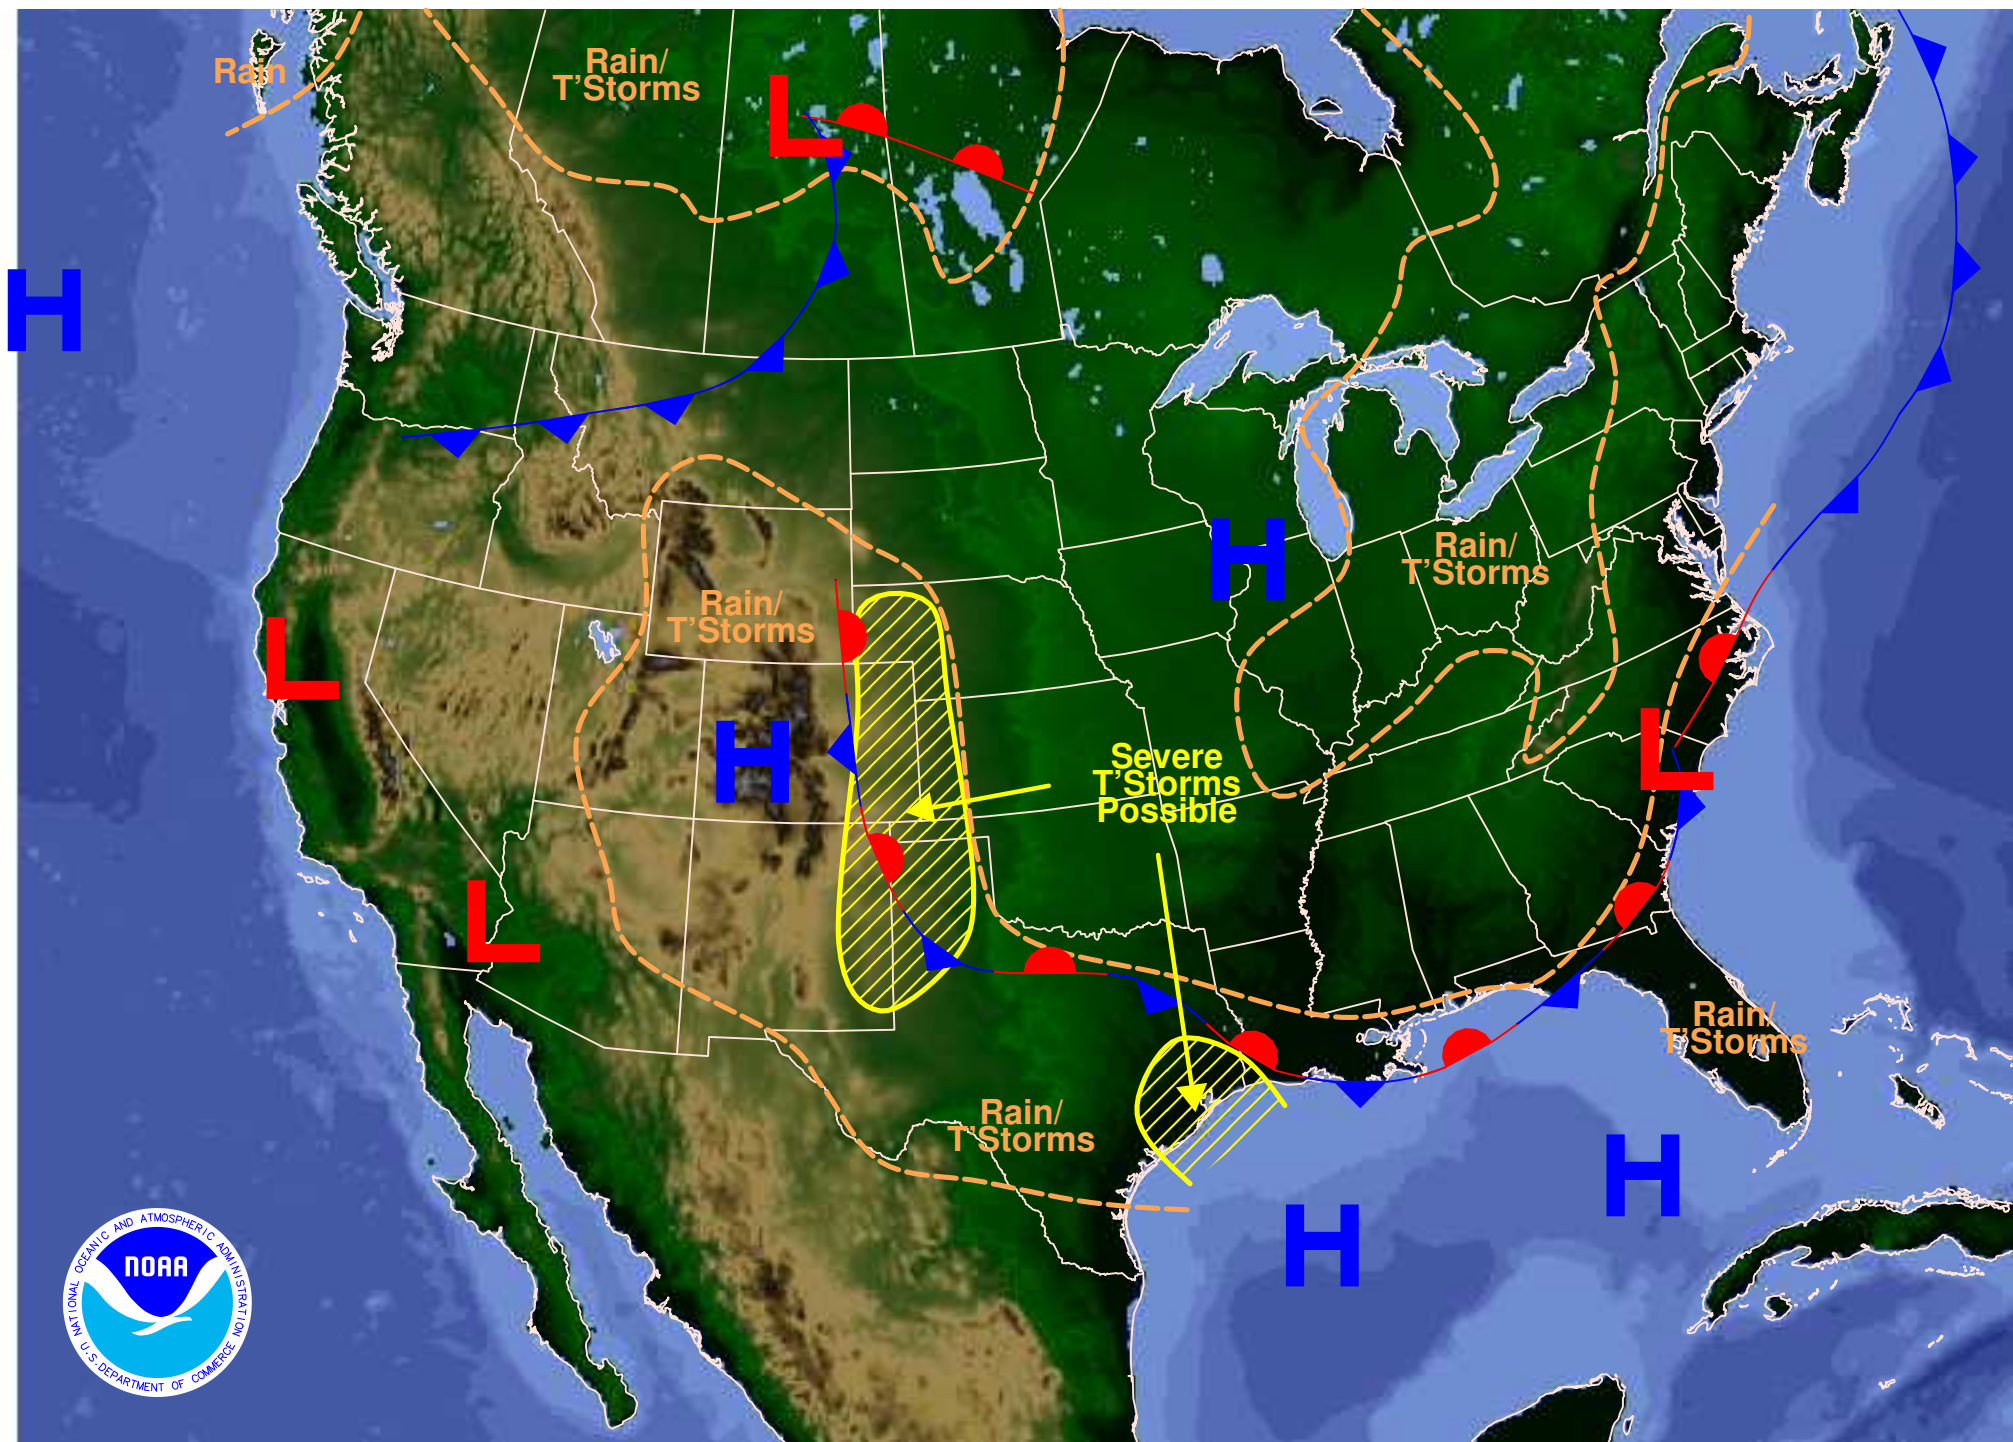 Rain
Rain/
T'Storms
L
L
L
L
H
H
H
H
H
Rain/
T'Storms
Rain/
T'Storms
Severe
T'Storms
Possible
Rain/
T'Storms
Rain/
T'Storms
NATIONAL OCEANIC AND ATMOSPHERIC ADMINISTRATION
NOAA
U.S. DEPARTMENT OF COMMERCE